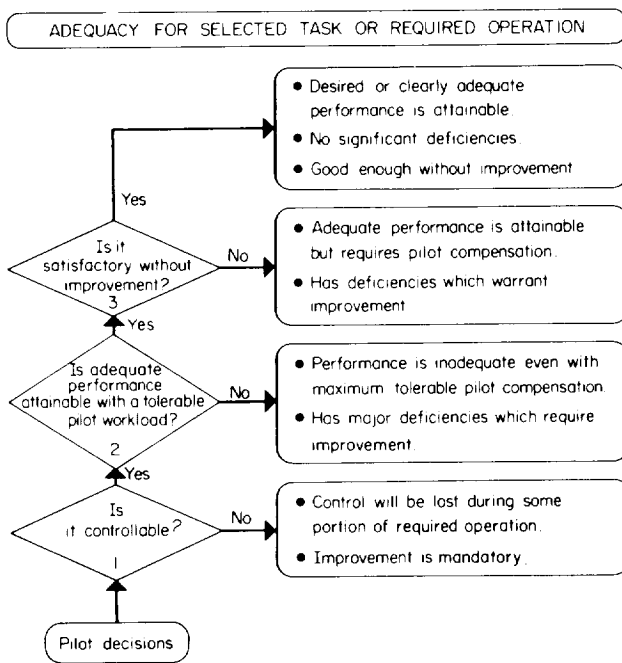 ADEQUACY FOR SELECTED TASK OR REQUIRED OPERATION
• Desired or clearly adequate
performance is attainable.
• No significant deficiencies.
• Good enough without improvement
Yes
Is it
satisfactory without
improvement?
3
No
• Adequate performance is attainable
but requires pilot compensation.
• Has deficiencies which warrant
improvement
Yes
Is adequate
performance
attainable with a tolerable
pilot workload?
2
No
• Performance is inadequate even with
maximum tolerable pilot compensation.
• Has major deficiencies which require
improvement.
Yes
Is
it controllable?
1
No
• Control will be lost during some
portion of required operation.
• Improvement is mandatory.
Pilot decisions